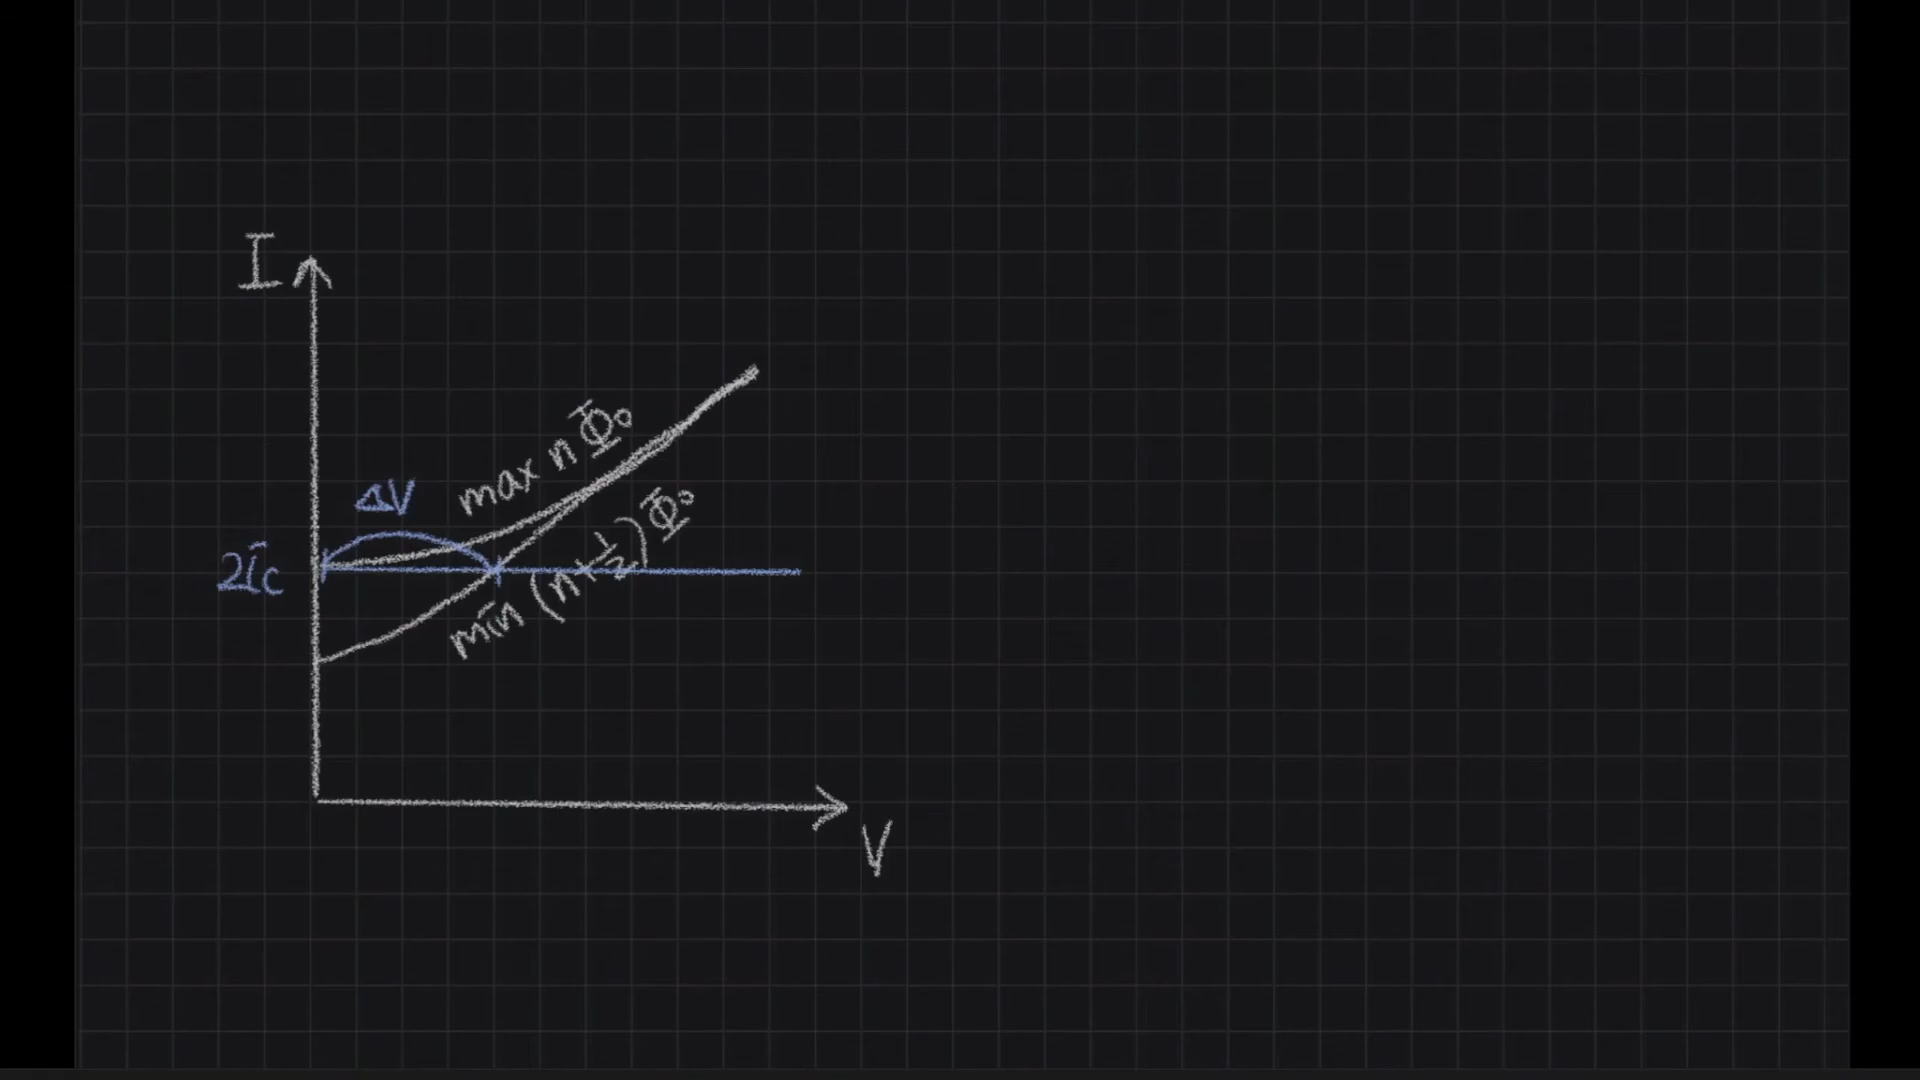 I
max nΦ₀
ΔV
min (n+½)Φ₀
2Ic
V